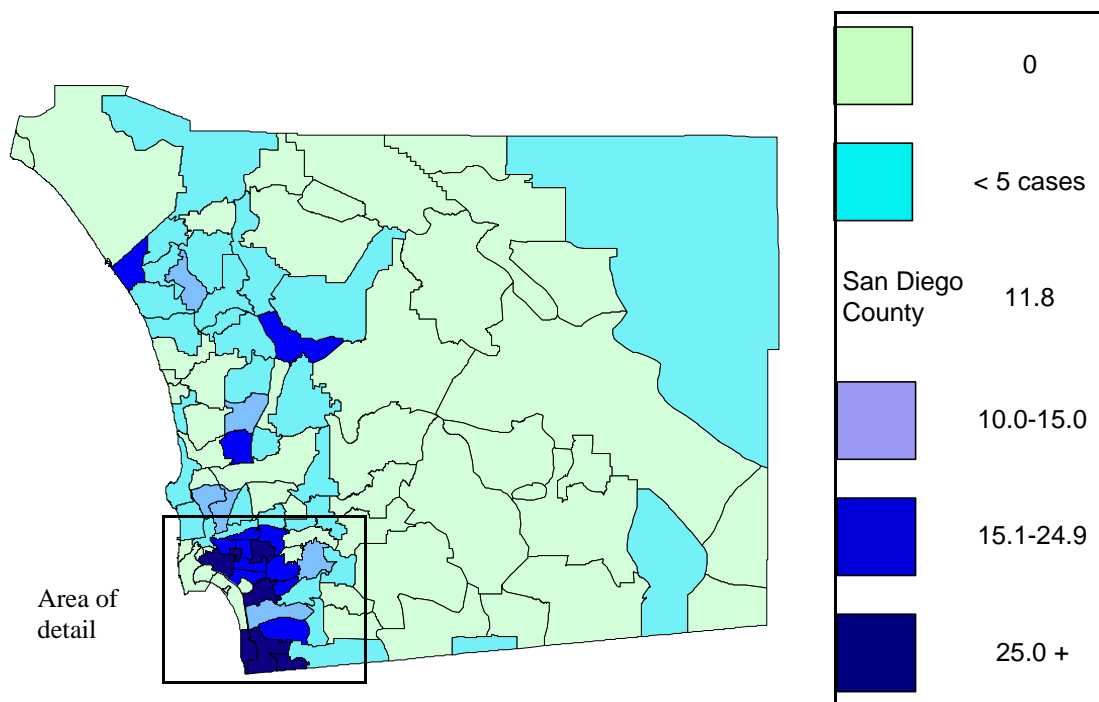 0
< 5 cases
San Diego
County
11.8
10.0-15.0
15.1-24.9
25.0 +
Area of
detail